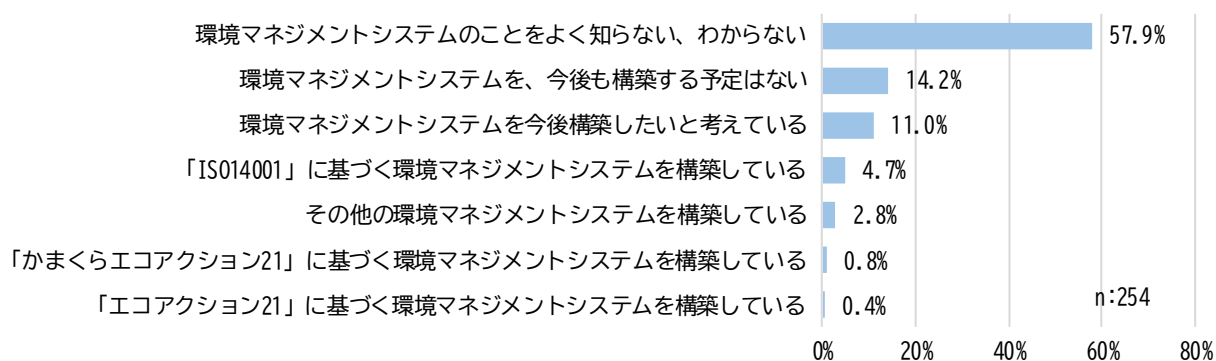 環境マネジメントシステムのことをよく知らない、わからない 57.9%
環境マネジメントシステムを、今後も構築する予定はない 14.2%
環境マネジメントシステムを今後構築したいと考えている 11.0%
「ISO14001」に基づく環境マネジメントシステムを構築している 4.7%
その他の環境マネジメントシステムを構築している 2.8%
「かまくらエコアクション21」に基づく環境マネジメントシステムを構築している 0.8%
「エコアクション21」に基づく環境マネジメントシステムを構築している 0.4%
n:254
0% 20% 40% 60% 80%